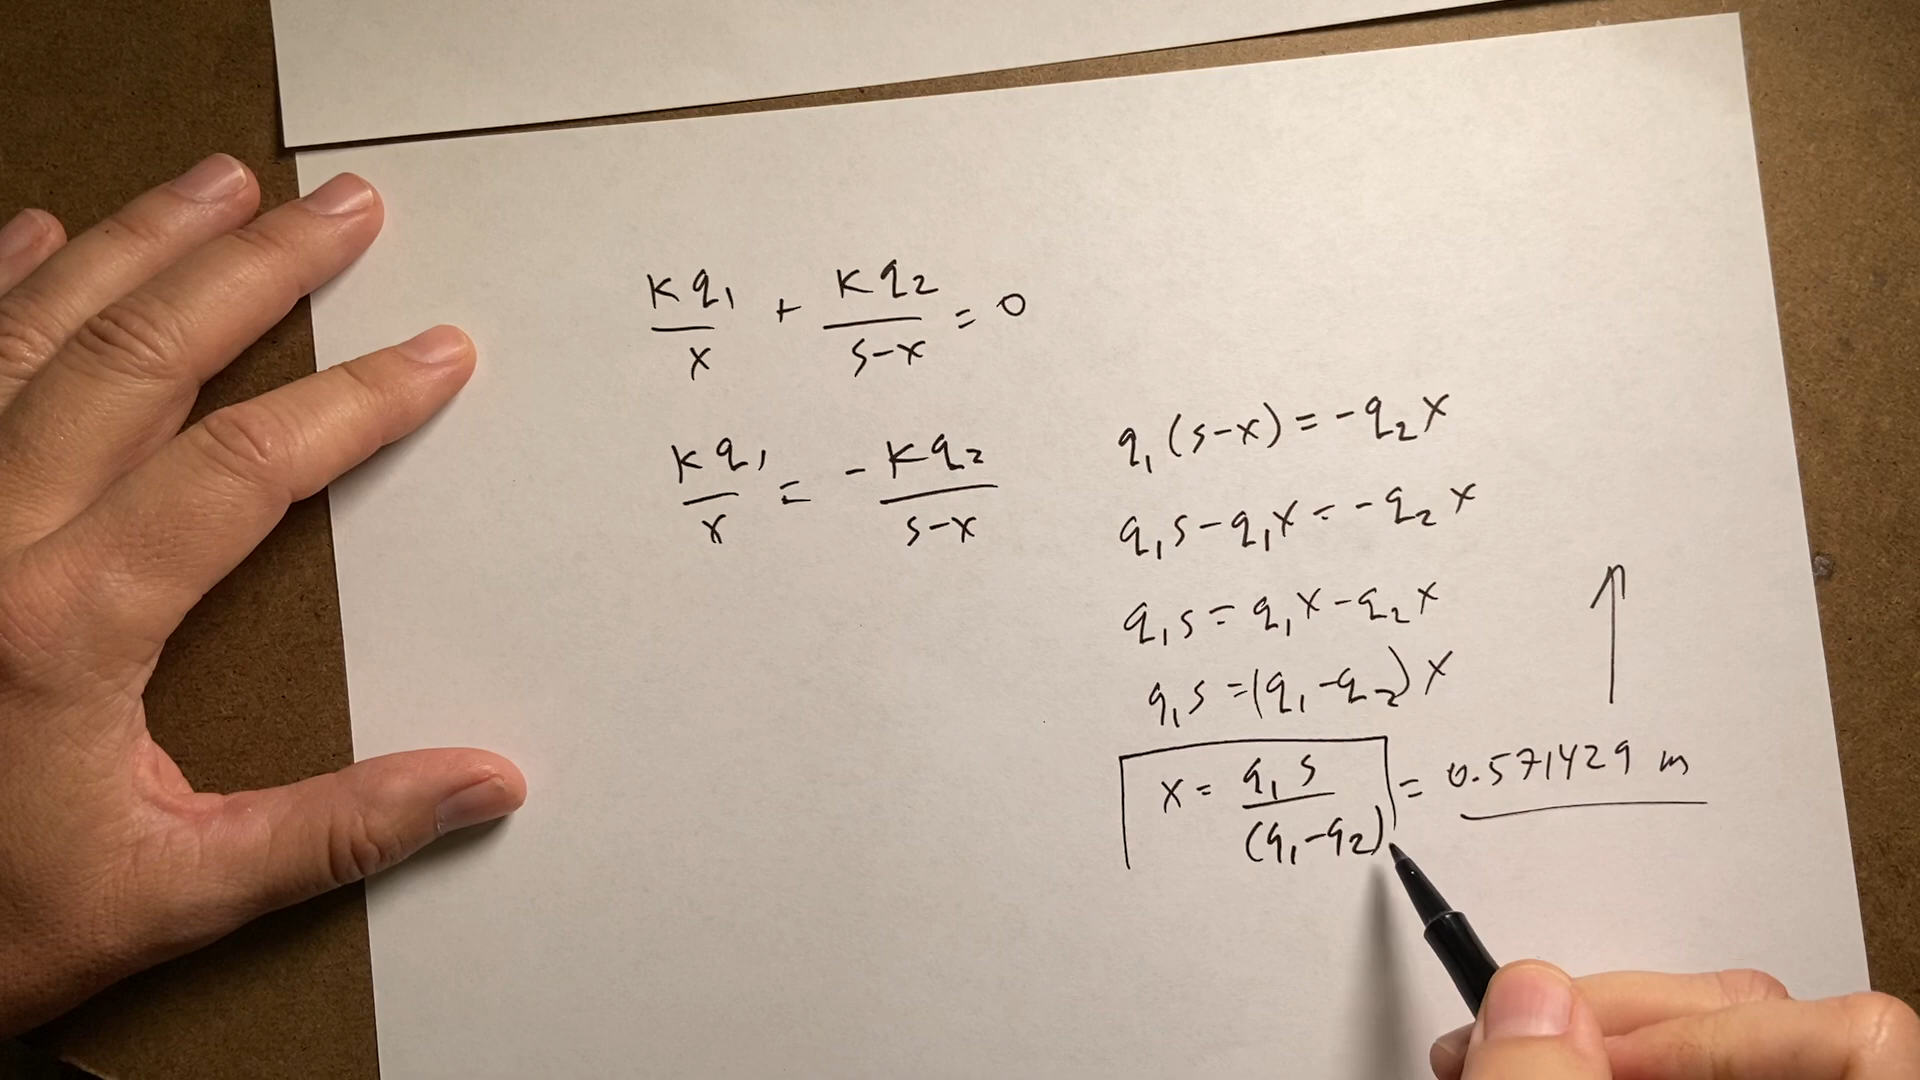 Kq₁/x + Kq₂/(s-x) = 0
Kq₁/x = -Kq₂/(s-x)
q₁(s-x) = -q₂x
q₁s-q₁x = -q₂x
q₁s = q₁x-q₂x
q₁s = (q₁-q₂)x
x = q₁s/(q₁-q₂) = 0.571429 m